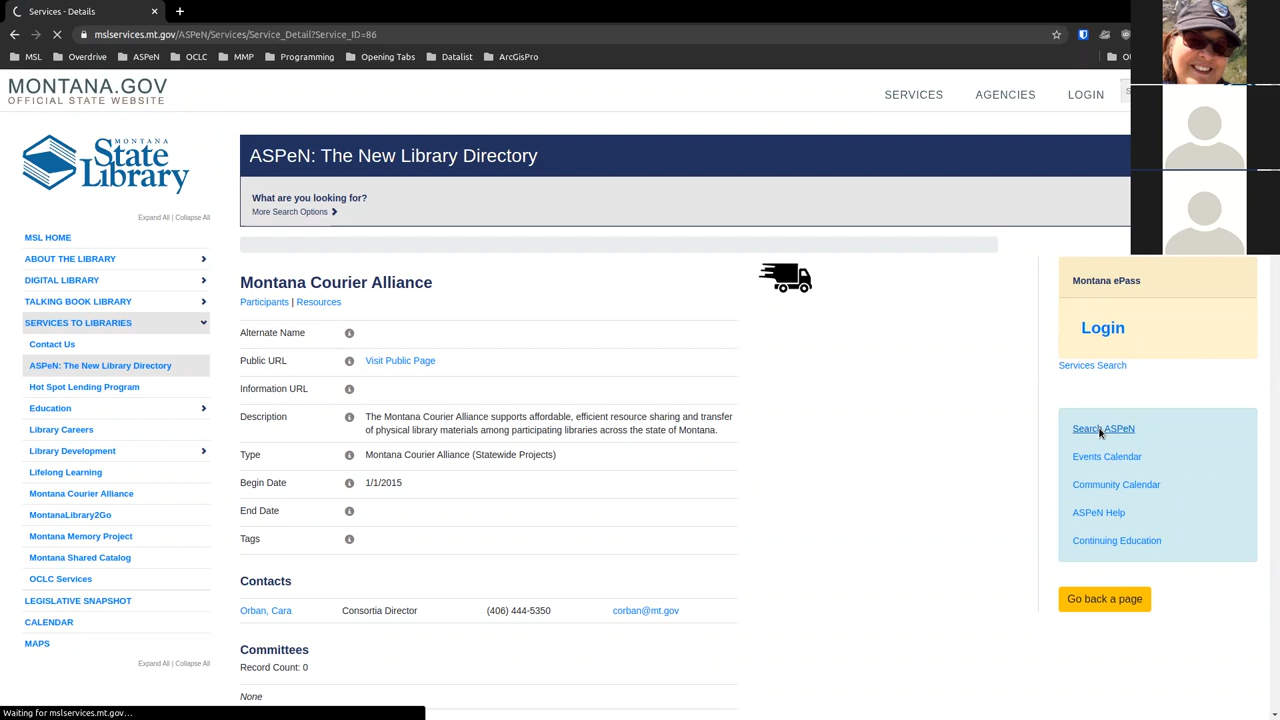 Services - Details
mslservices.mt.gov/ASPeN/Services/Service_Detail?Service_ID=86
MSL Overdrive ASPeN OCLC MMP Programming Opening Tabs Datalist ArcGisPro
MONTANA.GOV
OFFICIAL STATE WEBSITE
SERVICES AGENCIES LOGIN
MONTANA
State
Library
Expand All | Collapse All
MSL HOME
ABOUT THE LIBRARY
DIGITAL LIBRARY
TALKING BOOK LIBRARY
SERVICES TO LIBRARIES
Contact Us
ASPeN: The New Library Directory
Hot Spot Lending Program
Education
Library Careers
Library Development
Lifelong Learning
Montana Courier Alliance
MontanaLibrary2Go
Montana Memory Project
Montana Shared Catalog
OCLC Services
LEGISLATIVE SNAPSHOT
CALENDAR
MAPS
Expand All | Collapse All
ASPeN: The New Library Directory
What are you looking for?
More Search Options
Montana Courier Alliance
Participants | Resources
Alternate Name
Public URL Visit Public Page
Information URL
Description The Montana Courier Alliance supports affordable, efficient resource sharing and transfer
of physical library materials among participating libraries across the state of Montana.
Type Montana Courier Alliance (Statewide Projects)
Begin Date 1/1/2015
End Date
Tags
Contacts
Orban, Cara Consortia Director (406) 444-5350 corban@mt.gov
Committees
Record Count: 0
None
Montana ePass
Login
Services Search
Search ASPeN
Events Calendar
Community Calendar
ASPeN Help
Continuing Education
Go back a page
Waiting for mslservices.mt.gov...